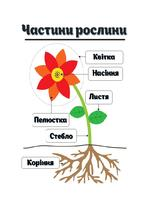 Частини рослини
Квітка
Насіння
Листя
Пелюстка
Стебло
Коріння